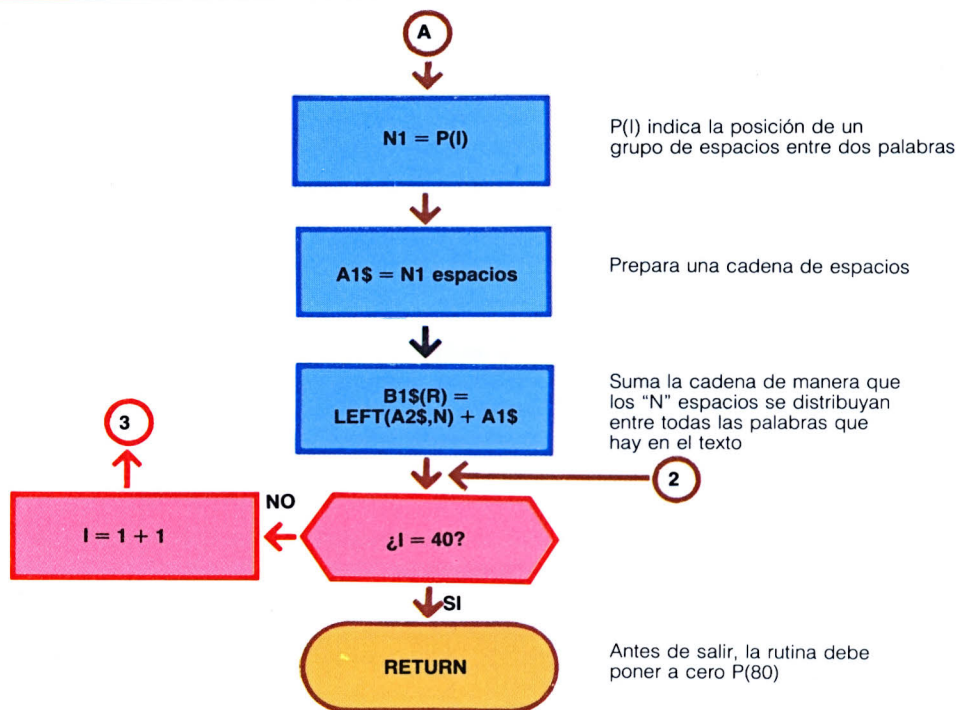 A
N1 = P(I)
P(I) indica la posición de un
grupo de espacios entre dos palabras
A1$ = N1 espacios
Prepara una cadena de espacios
B1$(R) =
LEFT(A2$,N) + A1$
Suma la cadena de manera que
los "N" espacios se distribuyan
entre todas las palabras que
hay en el texto
3
2
NO
I = 1 + 1
¿I = 40?
SI
RETURN
Antes de salir, la rutina debe
poner a cero P(80)